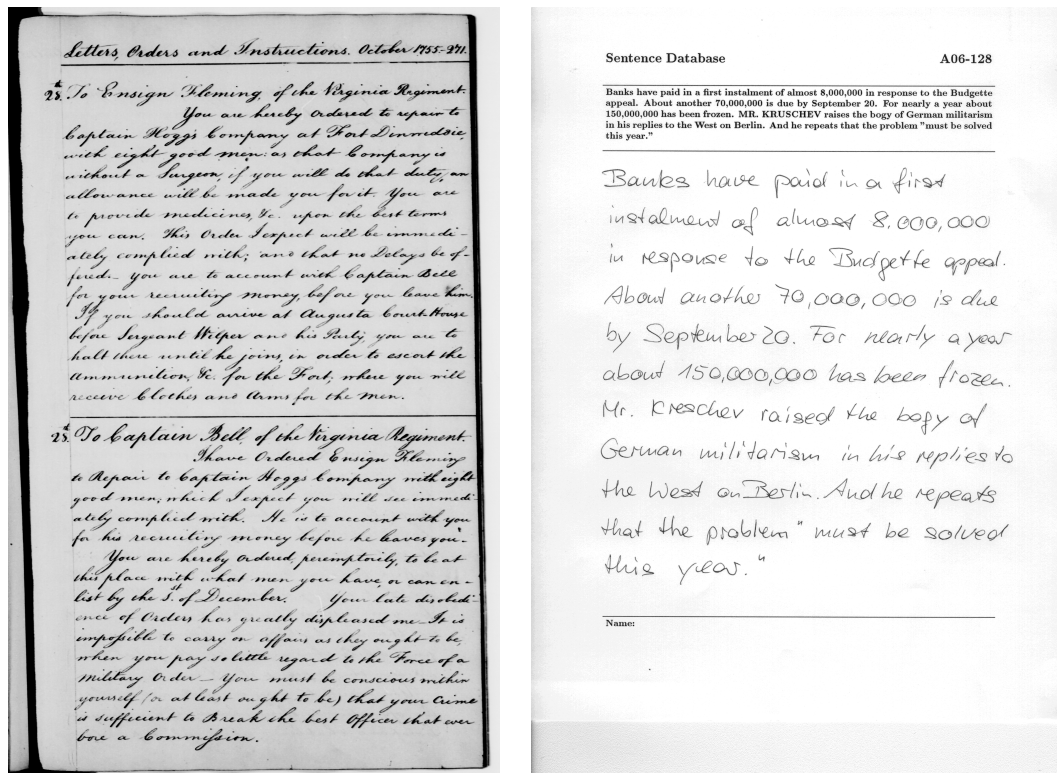 Letters, Orders and Instructions. October 1755. 271.
28th. To Ensign Fleming, of the Virginia Regiment.
You are hereby ordered to repair to
Captain Hoggs Company at Fort Dinwiddie,
with eight good men: as that Company is
without a Surgeon, if you will do that duty, an
allowance will be made you for it. You are
to provide medicines, &c. upon the best terms
you can. This Order I expect will be immedi-
ately complied with; and that no Delays be of-
fered. You are to account with Captain Bell
for your recruiting money, before you leave him.
If you should arrive at Augusta Court House
before Sergeant Wilper and his Party you are to
halt there until he joins, in order to escort the
Ammunition, &c. for the Fort; where you will
receive Clothes and Arms for the men.
28th. To Captain Bell, of the Virginia Regiment.
I have Ordered Ensign Fleming
to Repair to Captain Hoggs Company with eight
good men; which I expect you will see immedi-
ately complied with. He is to account with you
for his recruiting money before he leaves you.
You are hereby ordered, peremptorily, to be at
this place with what men you have, or can en-
list by the 1st. of December. Your late disobedi-
ence of Orders has greatly displeased me. It is
impossible to carry on affairs as they ought to be,
when you pay so little regard to the Force of a
Military Order — You must be conscious within
yourself (or at least ought to be) that your Crime
is sufficient to Break the best Officer that ever
bore a Commission.
Sentence Database A06-128
Banks have paid in a first instalment of almost 8,000,000 in response to the Budgette
appeal. About another 70,000,000 is due by September 20. For nearly a year about
150,000,000 has been frozen. MR. KRUSCHEV raises the bogy of German militarism
in his replies to the West on Berlin. And he repeats that the problem "must be solved
this year."
Banks have paid in a first
instalment of almost 8.000,000
in response to the Budgette appeal.
About another 70,000,000 is due
by September 20. For nearly a year
about 150,000,000 has been frozen.
Mr. Kreschev raised the bogy of
German militarism in his replies to
the West on Berlin. And he repeats
that the problem "must be solved
this year."
Name: